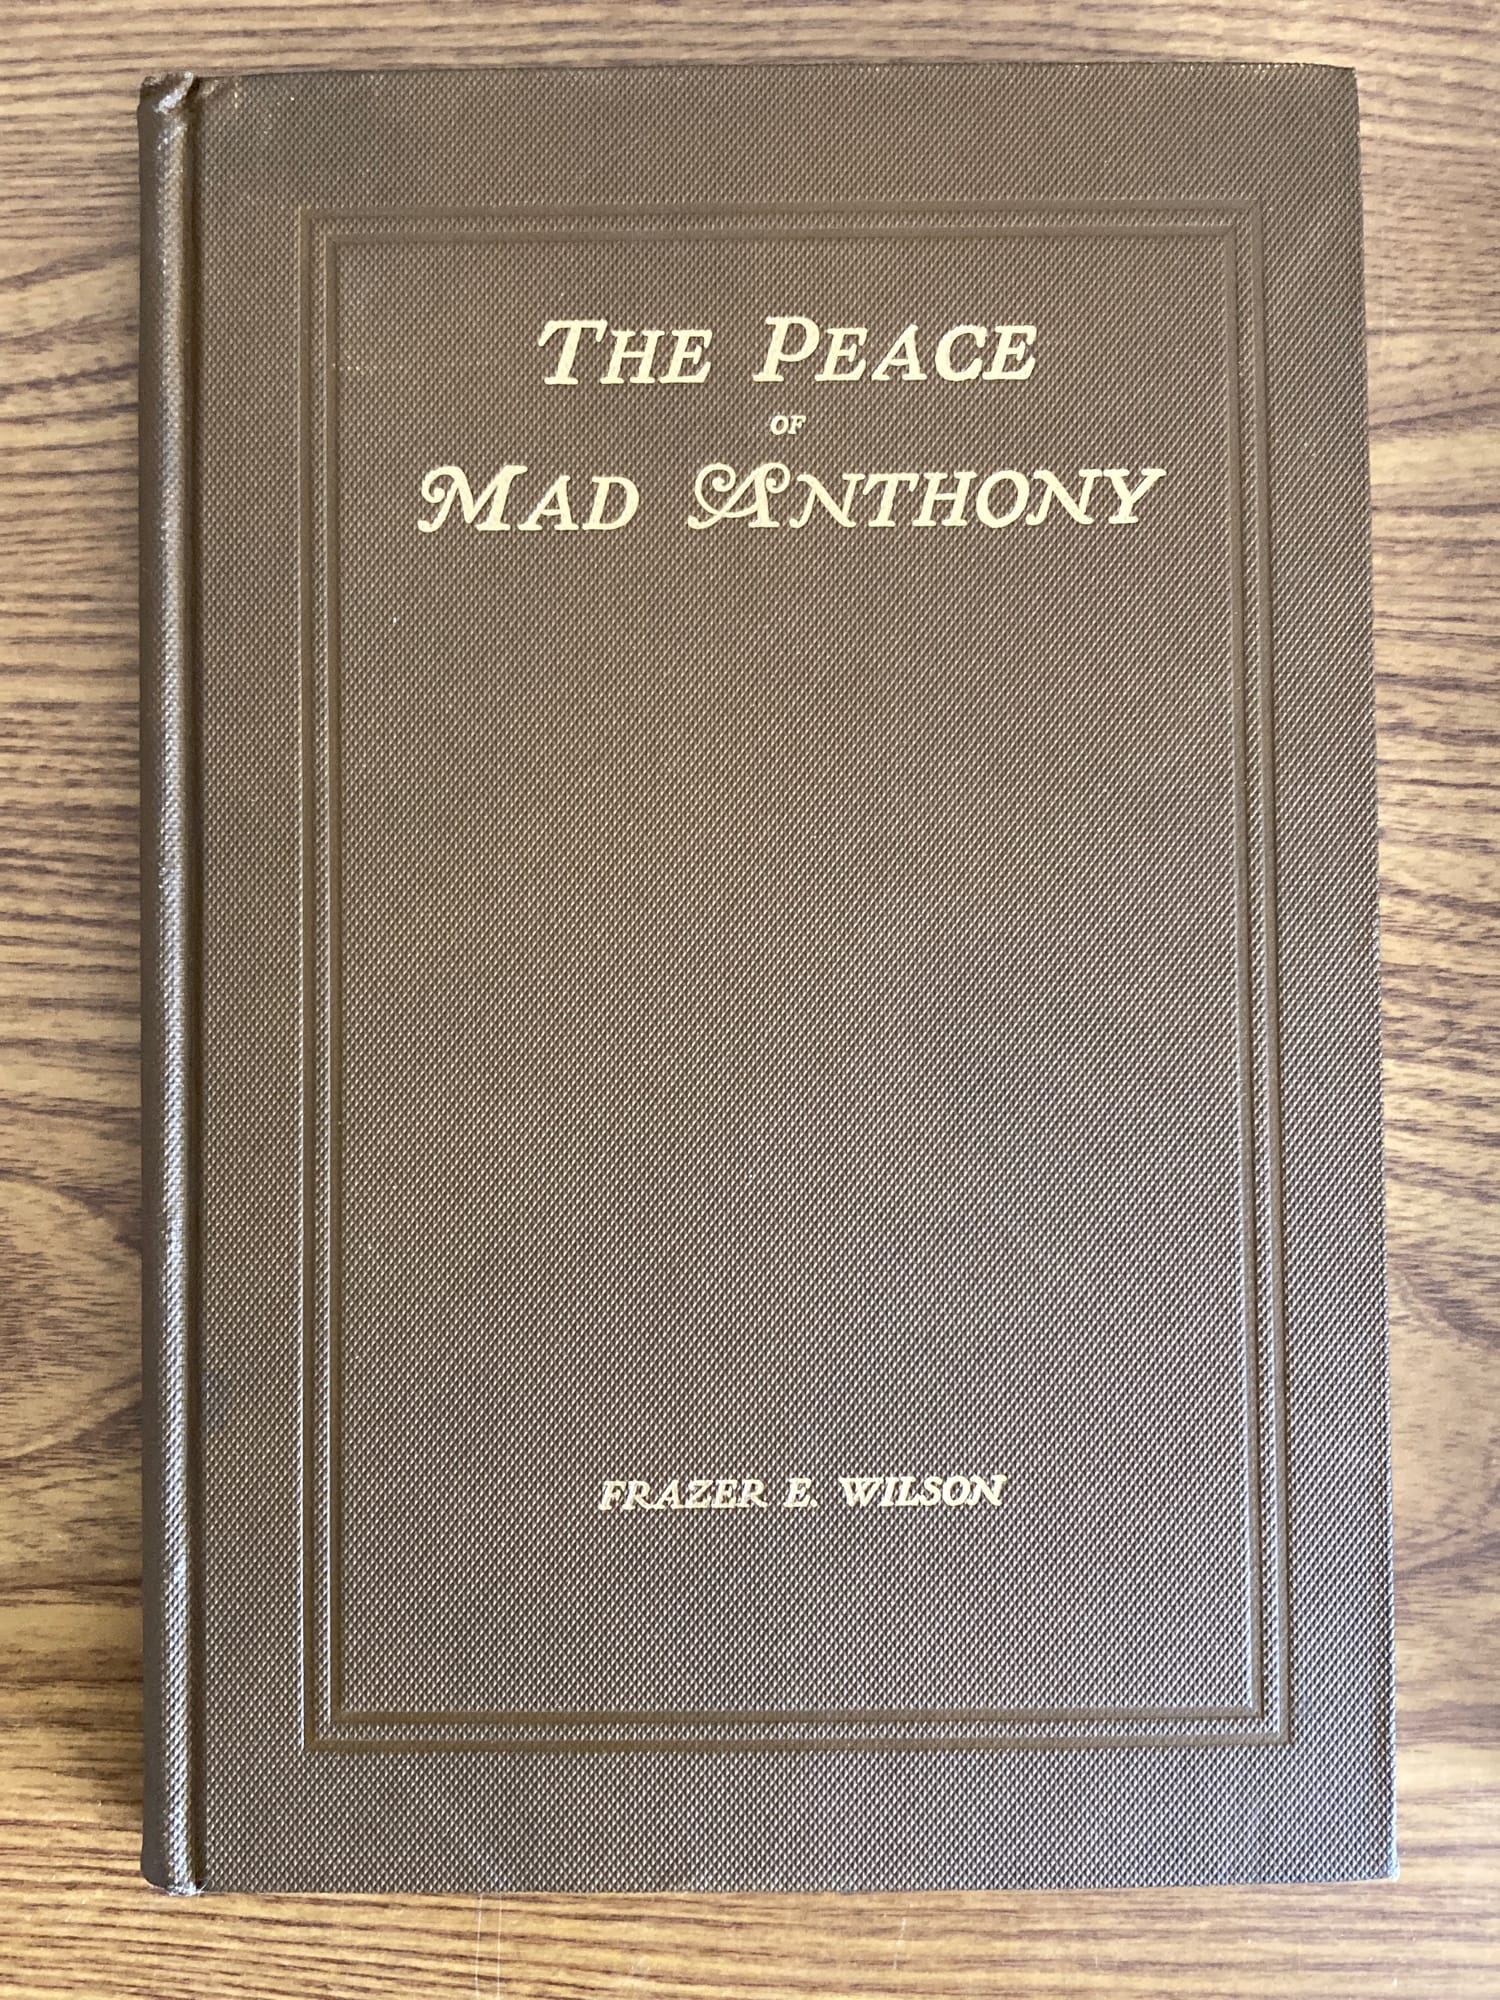 THE PEACE
OF
MAD ANTHONY
FRAZER E. WILSON